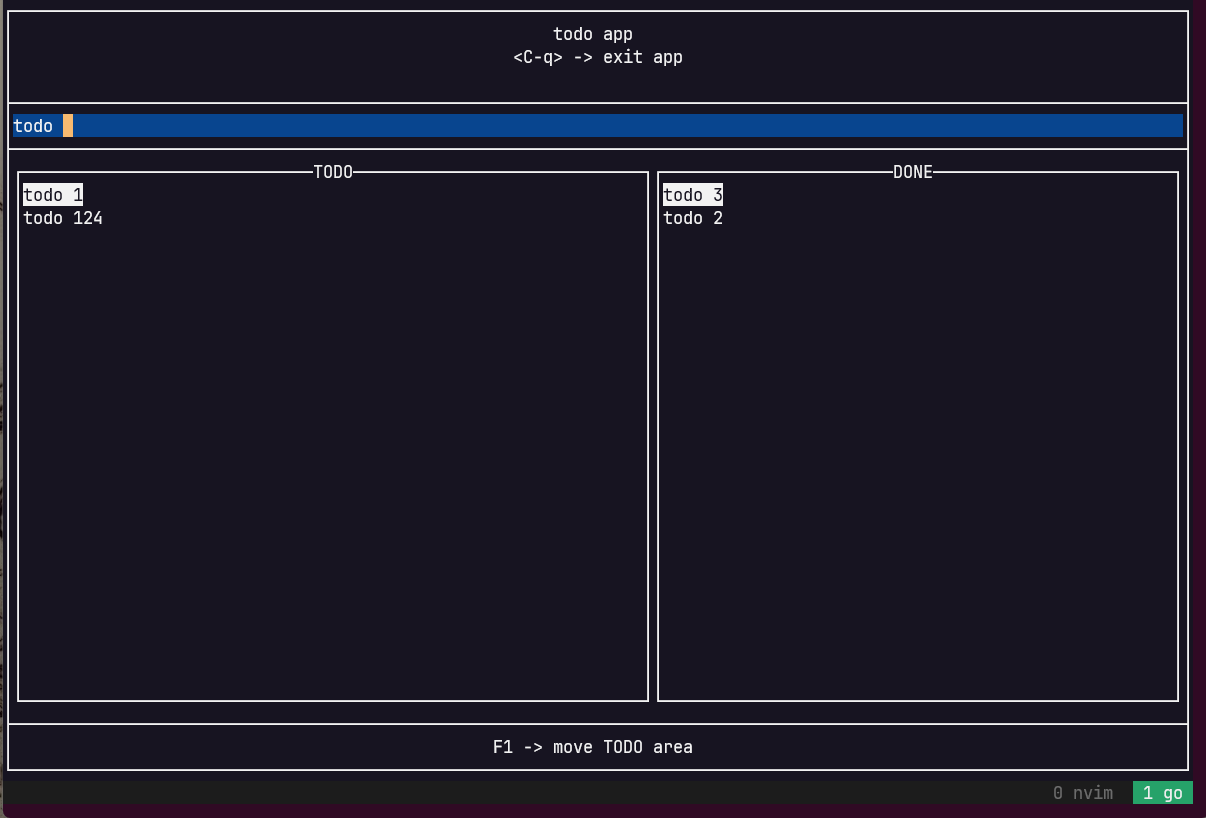 todo app
<C-q> -> exit app
todo
TODO
todo 1
todo 124
DONE
todo 3
todo 2
F1 -> move TODO area
0 nvim 1 go